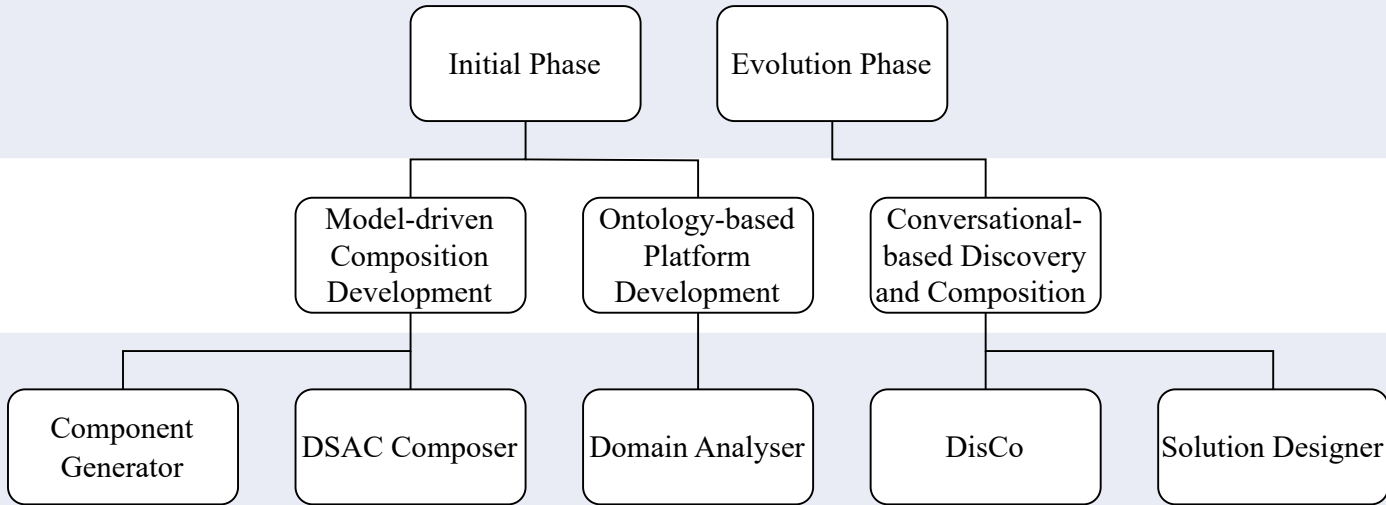 Initial Phase
Evolution Phase
Model-driven
Composition
Development
Ontology-based
Platform
Development
Conversational-
based Discovery
and Composition
Component
Generator
DSAC Composer
Domain Analyser
DisCo
Solution Designer